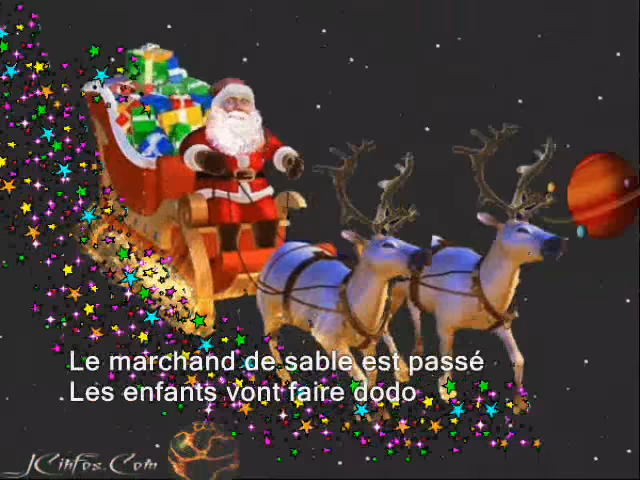 Le marchand de sable est passé
Les enfants vont faire dodo
JCinfos.Com